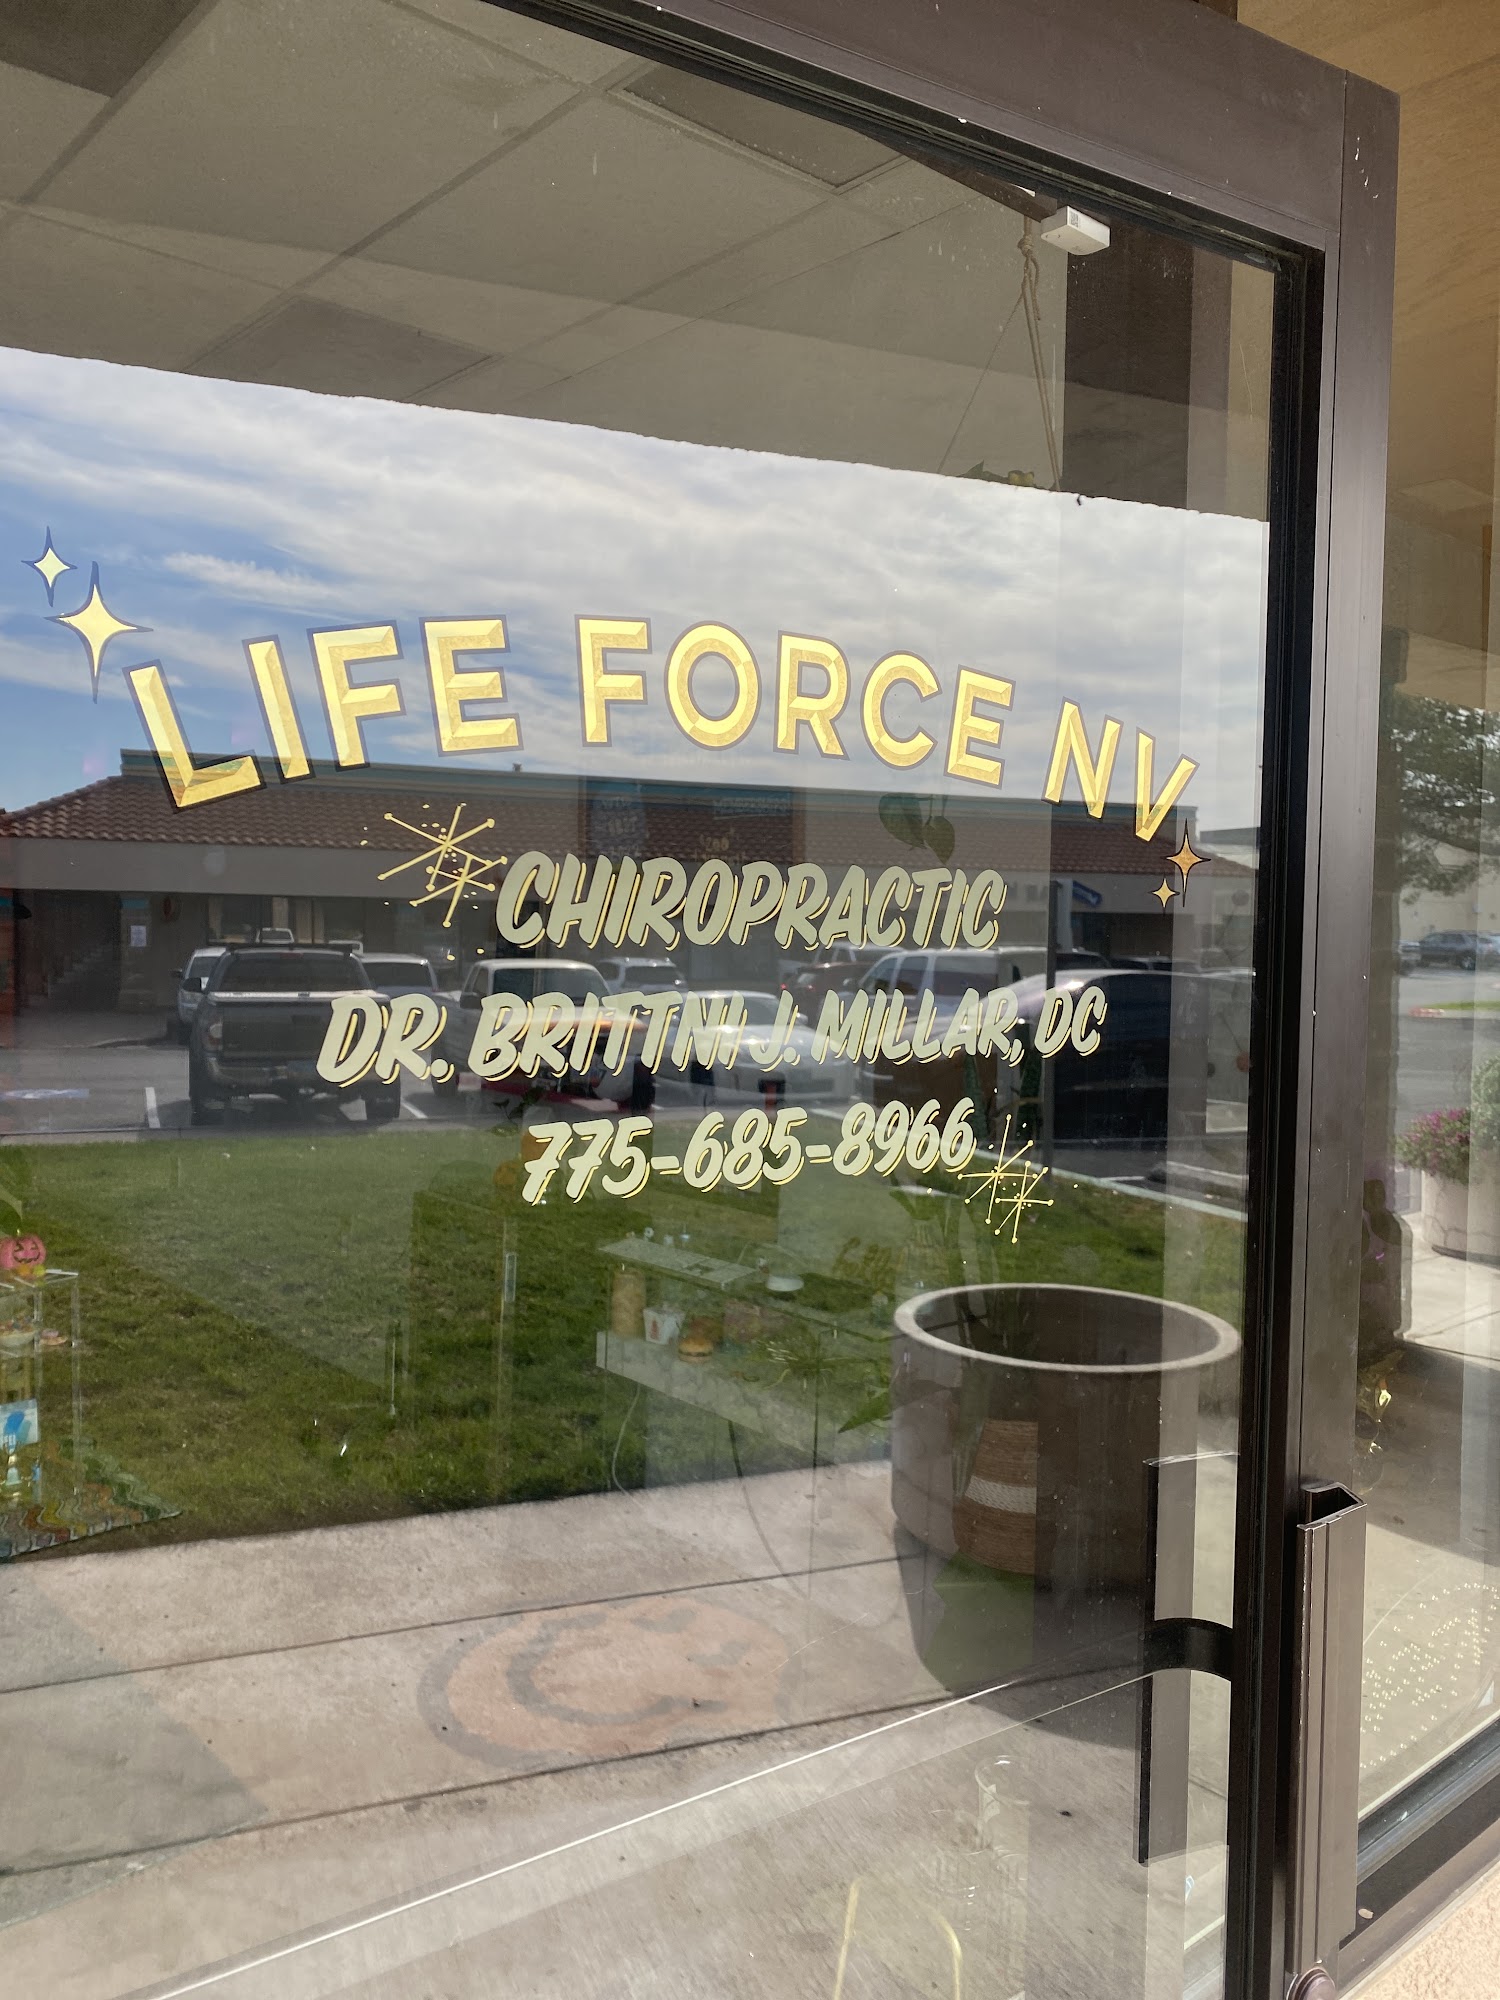 LIFE FORCE NV
CHIROPRACTIC
DR. BRITTNI J. MILLAR, DC
775-685-8966